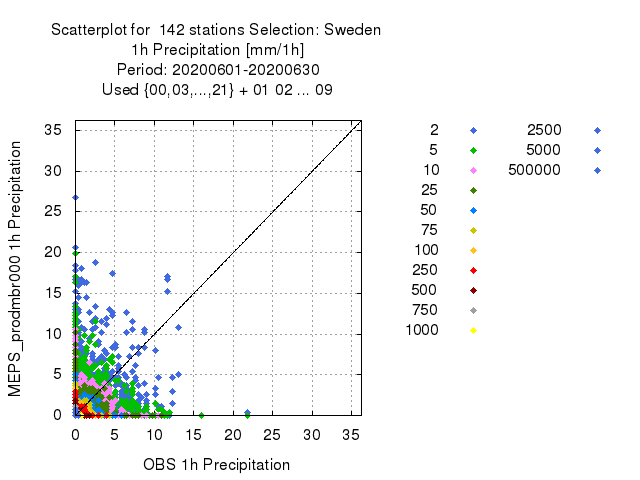 Scatterplot for 142 stations Selection: Sweden
1h Precipitation [mm/1h]
Period: 20200601-20200630
Used {00,03,...,21} + 01 02 ... 09
MEPS_prodmbr000 1h Precipitation
35
30
25
20
15
10
5
0
0 5 10 15 20 25 30 35
OBS 1h Precipitation
2 2500
5 5000
10 500000
25
50
75
100
250
500
750
1000